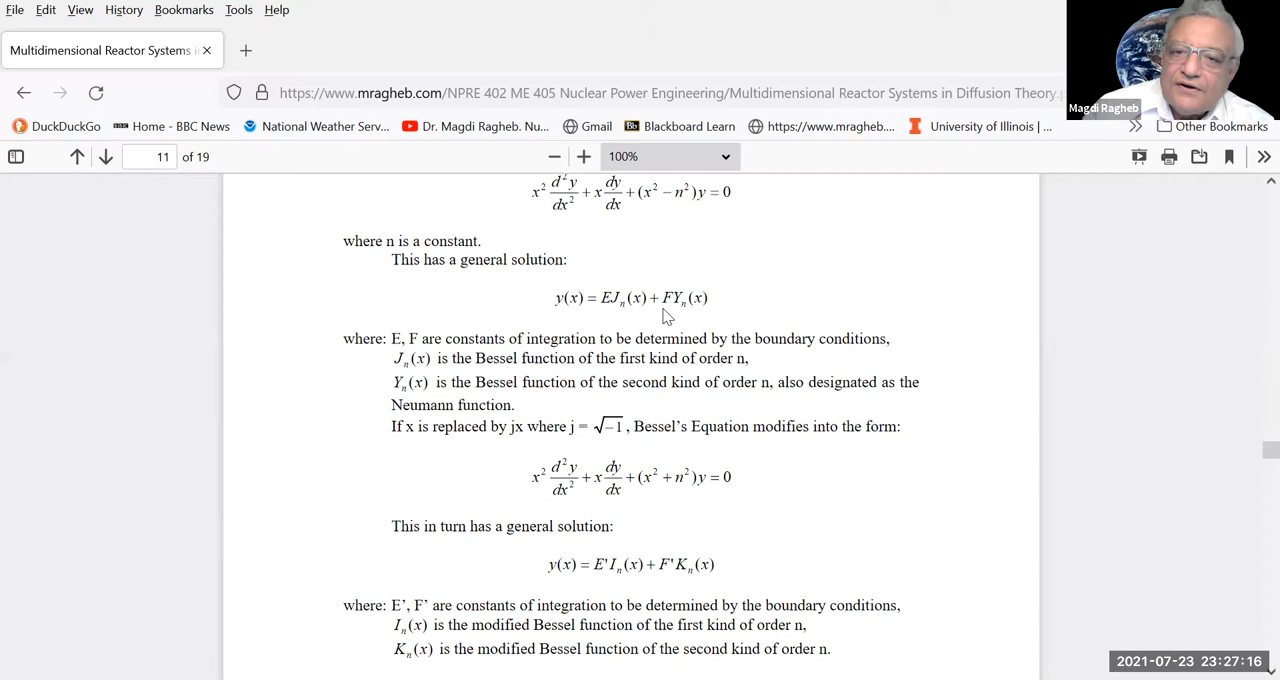 File Edit View History Bookmarks Tools Help
Multidimensional Reactor Systems i
https://www.mragheb.com/NPRE 402 ME 405 Nuclear Power Engineering/Multidimensional Reactor Systems in Diffusion Theory.p
Magdi Ragheb
DuckDuckGo BBC Home - BBC News National Weather Serv... Dr. Magdi Ragheb. Nu... Gmail Bb Blackboard Learn https://www.mragheb.... University of Illinois | ... Other Bookmarks
11 of 19 100%
x² d²y/dx² + x dy/dx + (x² − n²)y = 0
where n is a constant.
This has a general solution:
y(x) = EJₙ(x) + FYₙ(x)
where: E, F are constants of integration to be determined by the boundary conditions,
Jₙ(x) is the Bessel function of the first kind of order n,
Yₙ(x) is the Bessel function of the second kind of order n, also designated as the
Neumann function.
If x is replaced by jx where j = √−1 , Bessel's Equation modifies into the form:
x² d²y/dx² + x dy/dx + (x² + n²)y = 0
This in turn has a general solution:
y(x) = E'Iₙ(x) + F'Kₙ(x)
where: E', F' are constants of integration to be determined by the boundary conditions,
Iₙ(x) is the modified Bessel function of the first kind of order n,
Kₙ(x) is the modified Bessel function of the second kind of order n.
2021-07-23 23:27:16